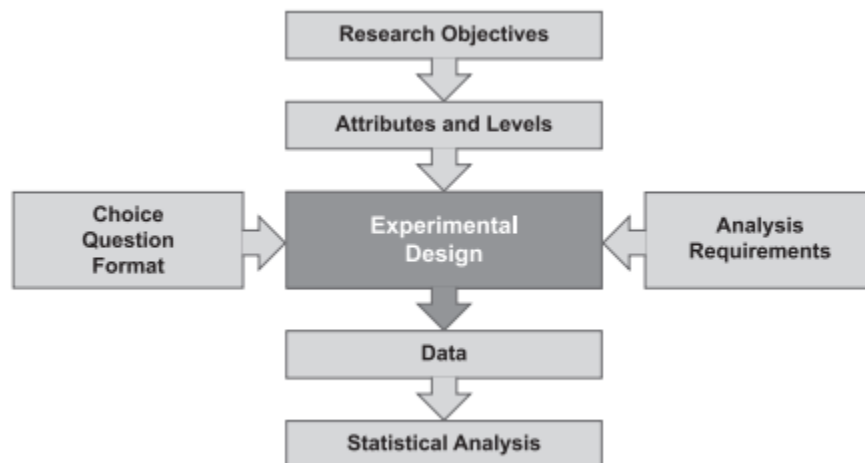 Research Objectives
Attributes and Levels
Choice
Question
Format
Experimental
Design
Analysis
Requirements
Data
Statistical Analysis